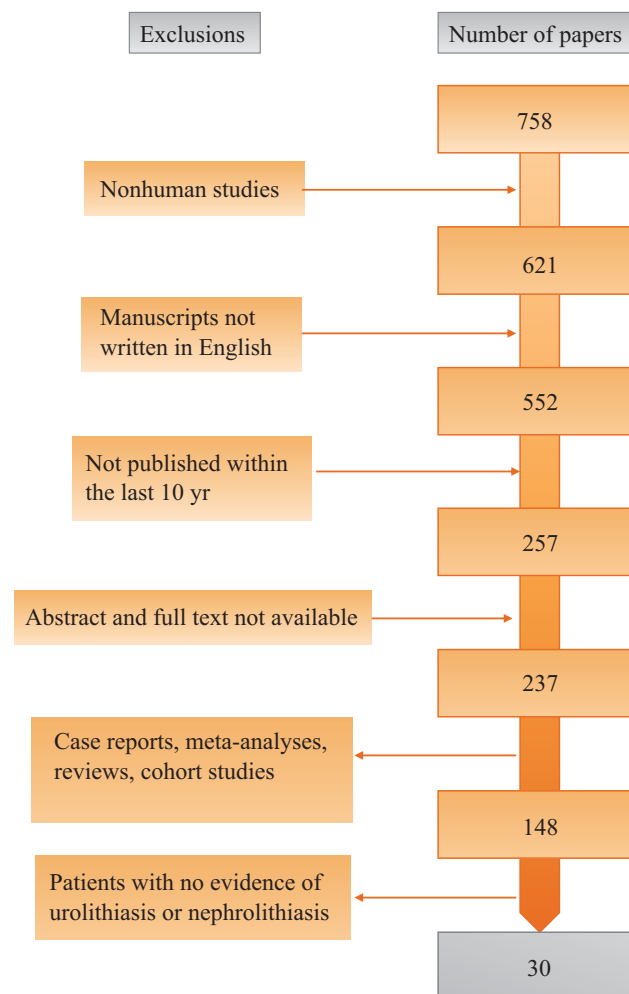 Exclusions
Number of papers
758
Nonhuman studies
621
Manuscripts not
written in English
552
Not published within
the last 10 yr
257
Abstract and full text not available
237
Case reports, meta-analyses,
reviews, cohort studies
148
Patients with no evidence of
urolithiasis or nephrolithiasis
30